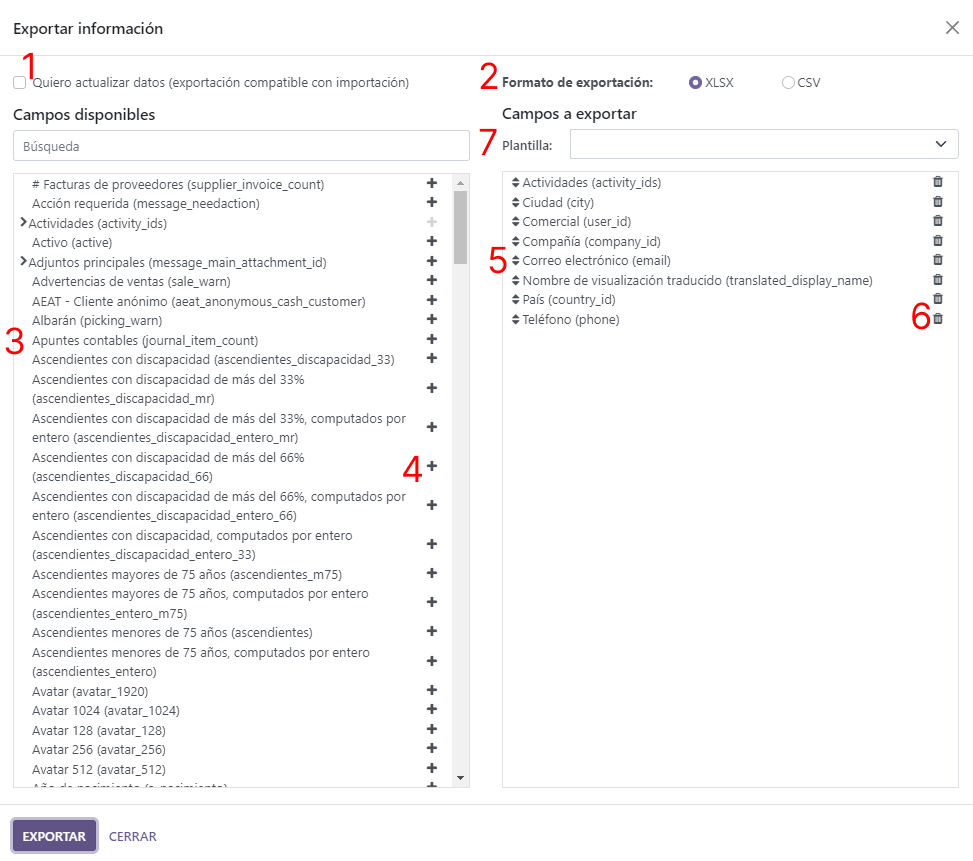 Exportar información
1
Quiero actualizar datos (exportación compatible con importación)
2 Formato de exportación: XLSX CSV
Campos disponibles
Búsqueda
# Facturas de proveedores (supplier_invoice_count)
Acción requerida (message_needaction)
Actividades (activity_ids)
Activo (active)
Adjuntos principales (message_main_attachment_id)
Advertencias de ventas (sale_warn)
AEAT - Cliente anónimo (aeat_anonymous_cash_customer)
Albarán (picking_warn)
3 Apuntes contables (journal_item_count)
Ascendientes con discapacidad (ascendientes_discapacidad_33)
Ascendientes con discapacidad de más del 33%
(ascendientes_discapacidad_mr)
Ascendientes con discapacidad de más del 33%, computados por
entero (ascendientes_discapacidad_entero_mr)
Ascendientes con discapacidad de más del 66%
(ascendientes_discapacidad_66)
4
Ascendientes con discapacidad de más del 66%, computados por
entero (ascendientes_discapacidad_entero_66)
Ascendientes con discapacidad, computados por entero
(ascendientes_discapacidad_entero_33)
Ascendientes mayores de 75 años (ascendientes_m75)
Ascendientes mayores de 75 años, computados por entero
(ascendientes_entero_m75)
Ascendientes menores de 75 años (ascendientes)
Ascendientes menores de 75 años, computados por entero
(ascendientes_entero)
Avatar (avatar_1920)
Avatar 1024 (avatar_1024)
Avatar 128 (avatar_128)
Avatar 256 (avatar_256)
Avatar 512 (avatar_512)
Campos a exportar
7 Plantilla:
Actividades (activity_ids)
Ciudad (city)
Comercial (user_id)
Compañía (company_id)
5 Correo electrónico (email)
Nombre de visualización traducido (translated_display_name)
País (country_id)
Teléfono (phone)
6
EXPORTAR CERRAR